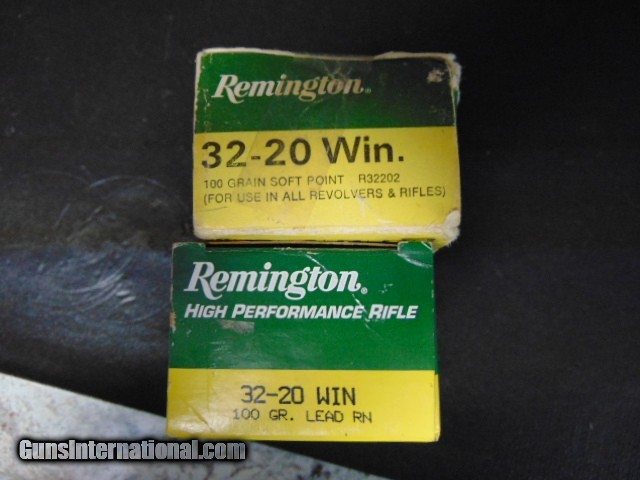 Remington®
32-20 Win.
100 GRAIN SOFT POINT R32202
(FOR USE IN ALL REVOLVERS & RIFLES)
Remington®
HIGH PERFORMANCE RIFLE
32-20 WIN
100 GR. LEAD RN
GunsInternational.com